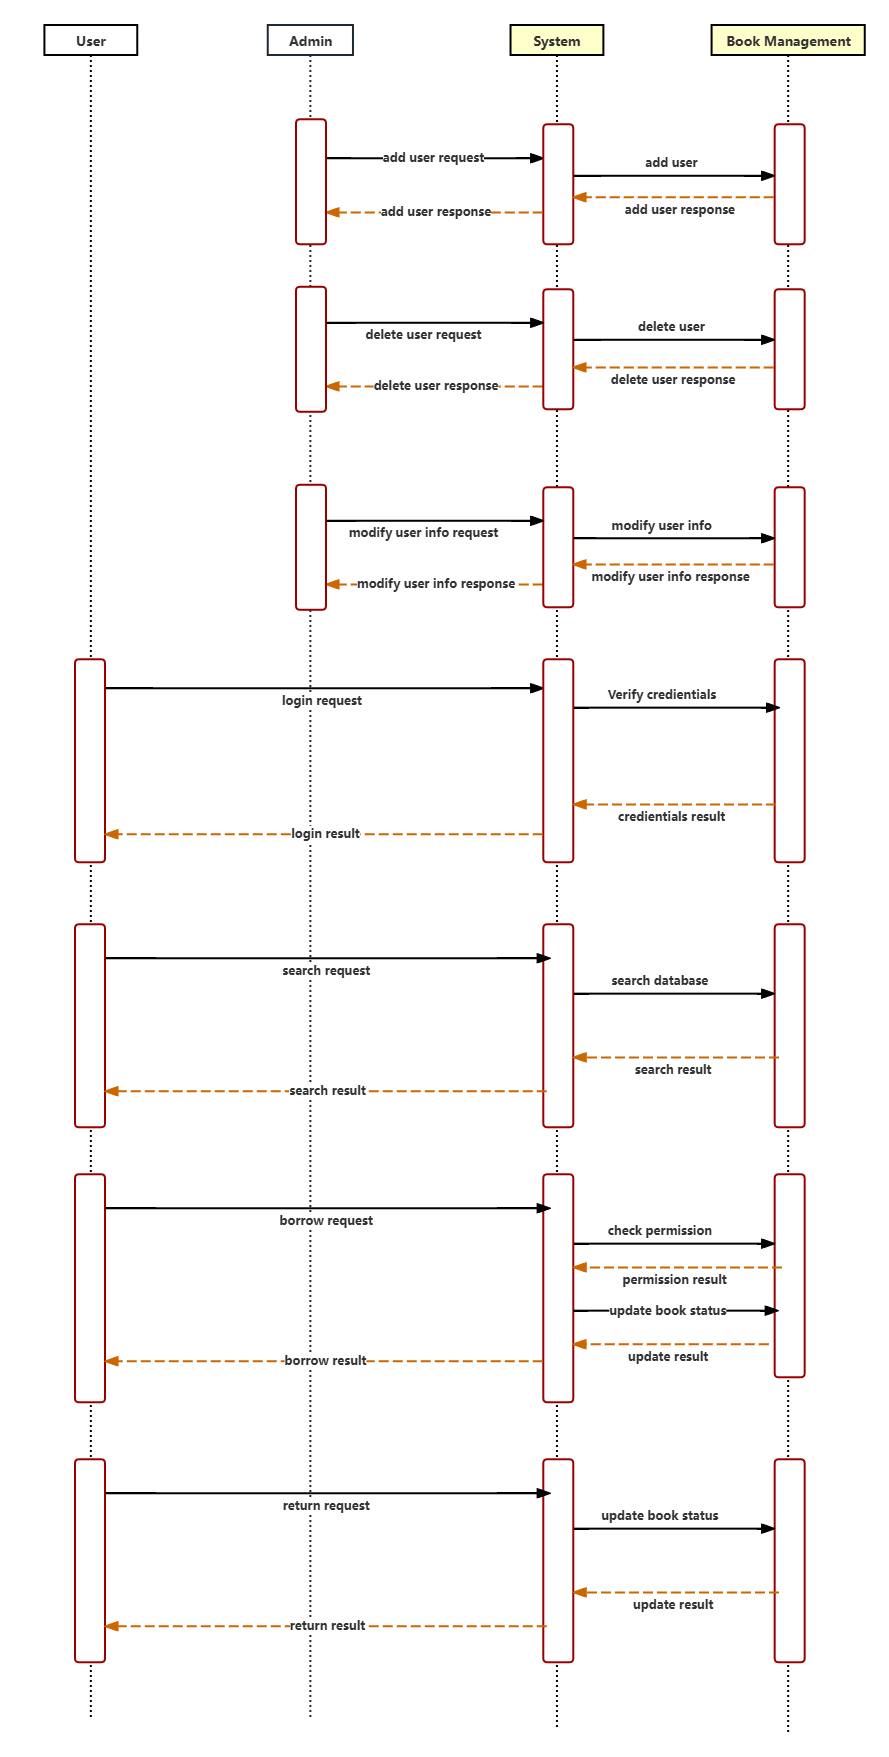 User
Admin
System
Book Management
add user request
add user
add user response
add user response
delete user request
delete user
delete user response
delete user response
modify user info request
modify user info
modify user info response
modify user info response
login request
Verify credientials
credientials result
login result
search request
search database
search result
search result
borrow request
check permission
permission result
update book status
update result
borrow result
return request
update book status
update result
return result